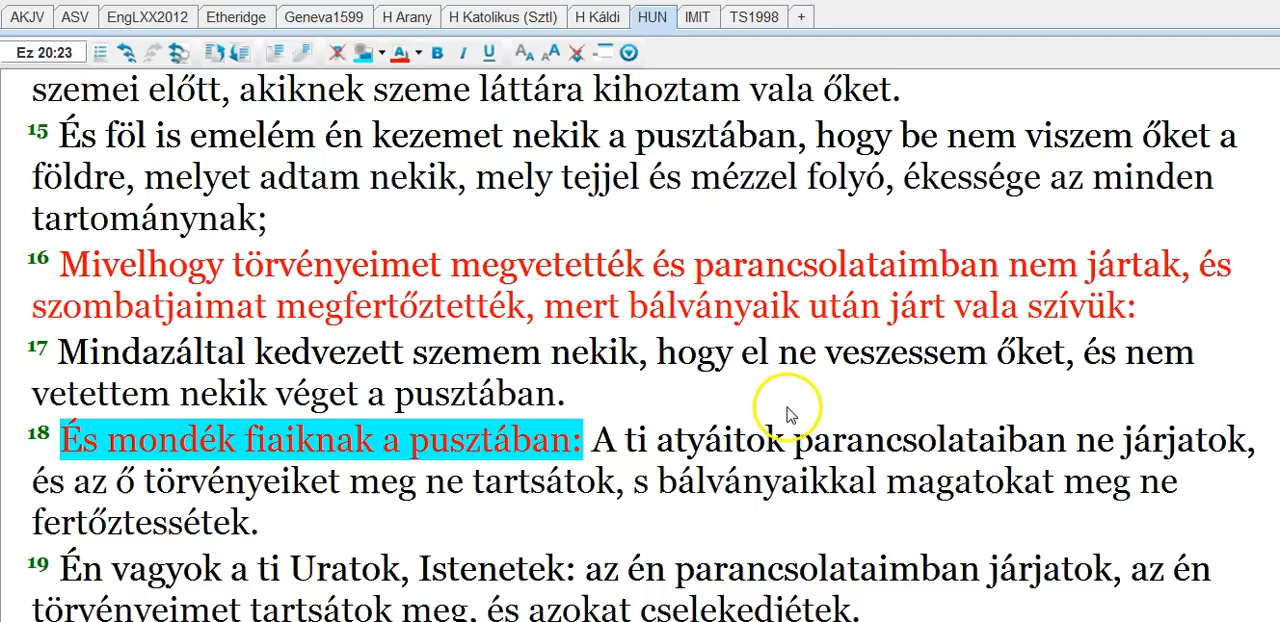 AKJV ASV EngLXX2012 Etheridge Geneva1599 H Arany H Katolikus (Sztl) H Káldi HUN IMIT TS1998 +
Ez 20:23
szemei előtt, akiknek szeme láttára kihoztam vala őket.
15 És föl is emelém én kezemet nekik a pusztában, hogy be nem viszem őket a
földre, melyet adtam nekik, mely tejjel és mézzel folyó, ékessége az minden
tartománynak;
16 Mivelhogy törvényeimet megvetették és parancsolataimban nem jártak, és
szombatjaimat megfertőztették, mert bálványaik után járt vala szívük:
17 Mindazáltal kedvezett szemem nekik, hogy el ne veszessem őket, és nem
vetettem nekik véget a pusztában.
18 És mondék fiaiknak a pusztában: A ti atyáitok parancsolataiban ne járjatok,
és az ő törvényeiket meg ne tartsátok, s bálványaikkal magatokat meg ne
fertőztessétek.
19 Én vagyok a ti Uratok, Istenetek: az én parancsolataimban járjatok, az én
törvényeimet tartsátok meg, és azokat cselekedjétek.